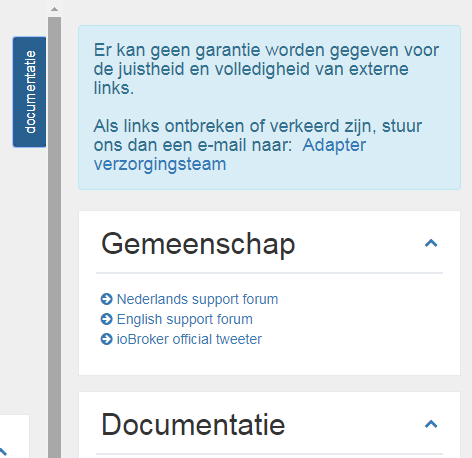 documentatie
Er kan geen garantie worden gegeven voor
de juistheid en volledigheid van externe
links.
Als links ontbreken of verkeerd zijn, stuur
ons dan een e-mail naar: Adapter
verzorgingsteam
Gemeenschap
Nederlands support forum
English support forum
ioBroker official tweeter
Documentatie